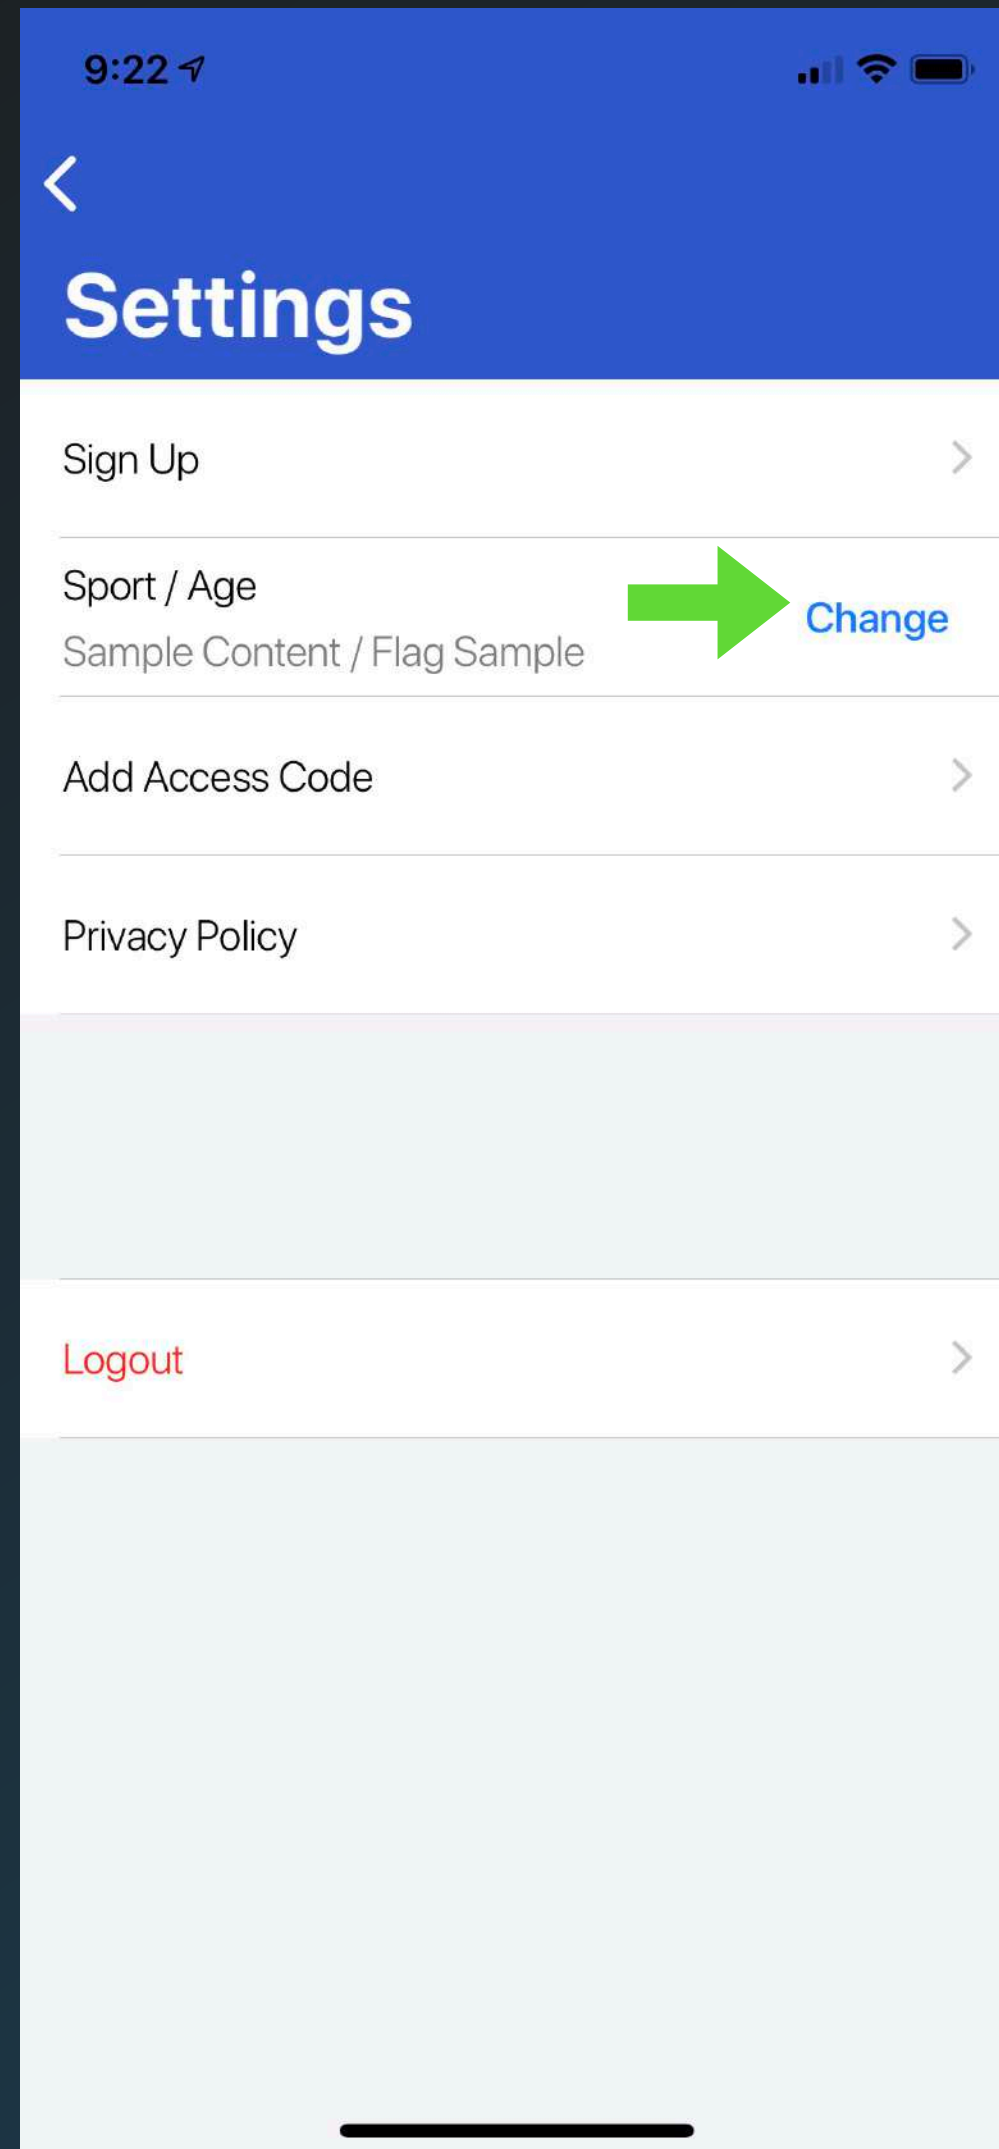 9:22
Settings
Sign Up
Sport / Age
Change
Sample Content / Flag Sample
Add Access Code
Privacy Policy
Logout